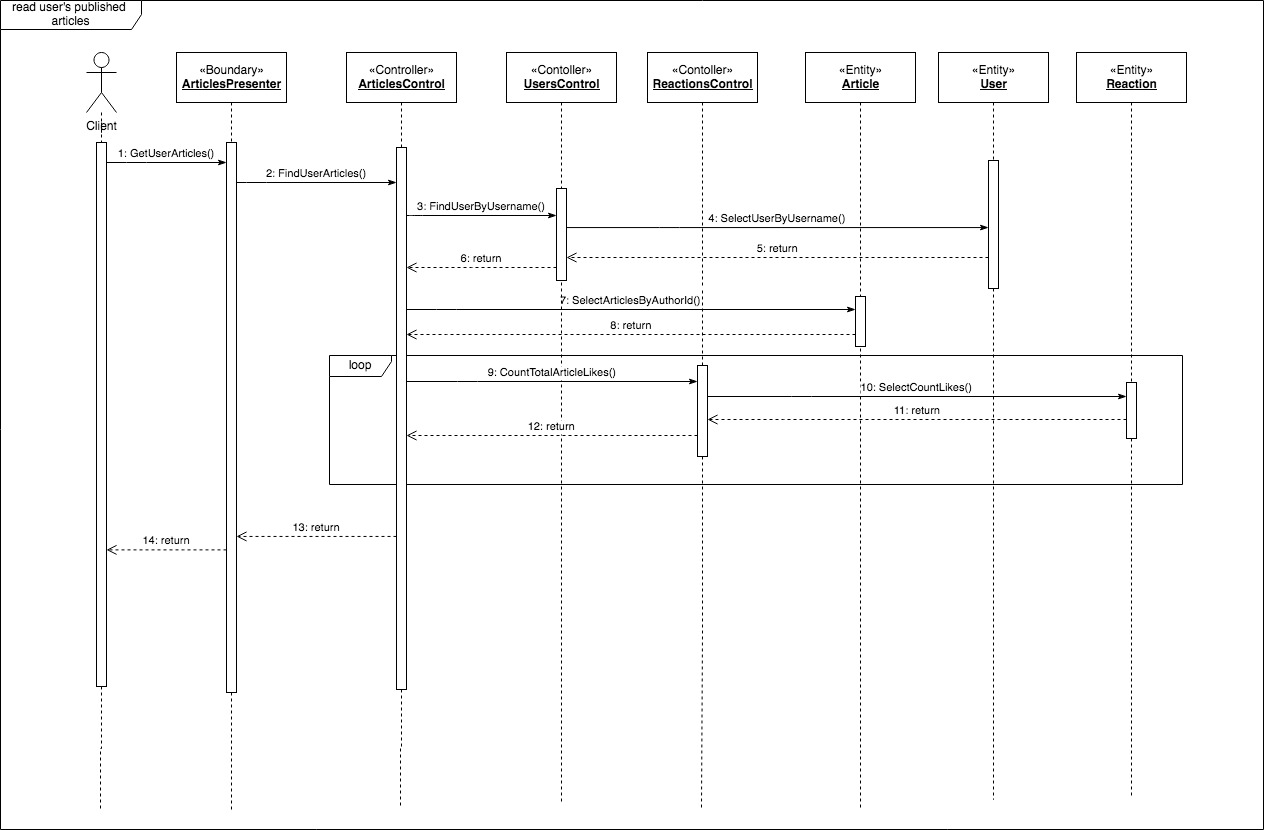 read user's published
articles
«Boundary»
ArticlesPresenter
«Controller»
ArticlesControl
«Contoller»
UsersControl
«Contoller»
ReactionsControl
«Entity»
Article
«Entity»
User
«Entity»
Reaction
Client
1: GetUserArticles()
2: FindUserArticles()
3: FindUserByUsername()
4: SelectUserByUsername()
5: return
6: return
7: SelectArticlesByAuthorId()
8: return
loop
9: CountTotalArticleLikes()
10: SelectCountLikes()
11: return
12: return
13: return
14: return